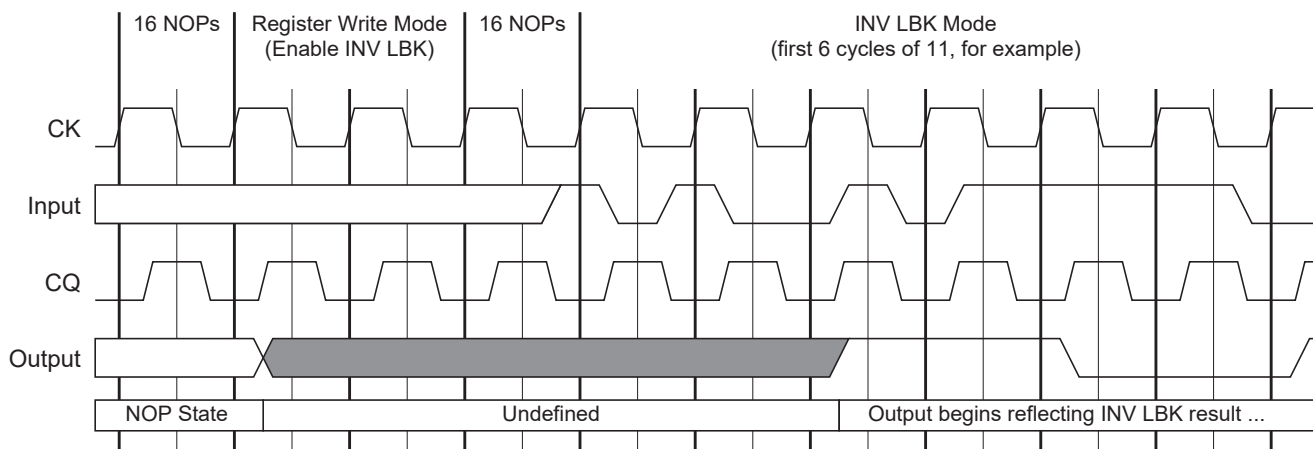 16 NOPs
Register Write Mode
(Enable INV LBK)
16 NOPs
INV LBK Mode
(first 6 cycles of 11, for example)
CK
Input
CQ
Output
NOP State
Undefined
Output begins reflecting INV LBK result ...